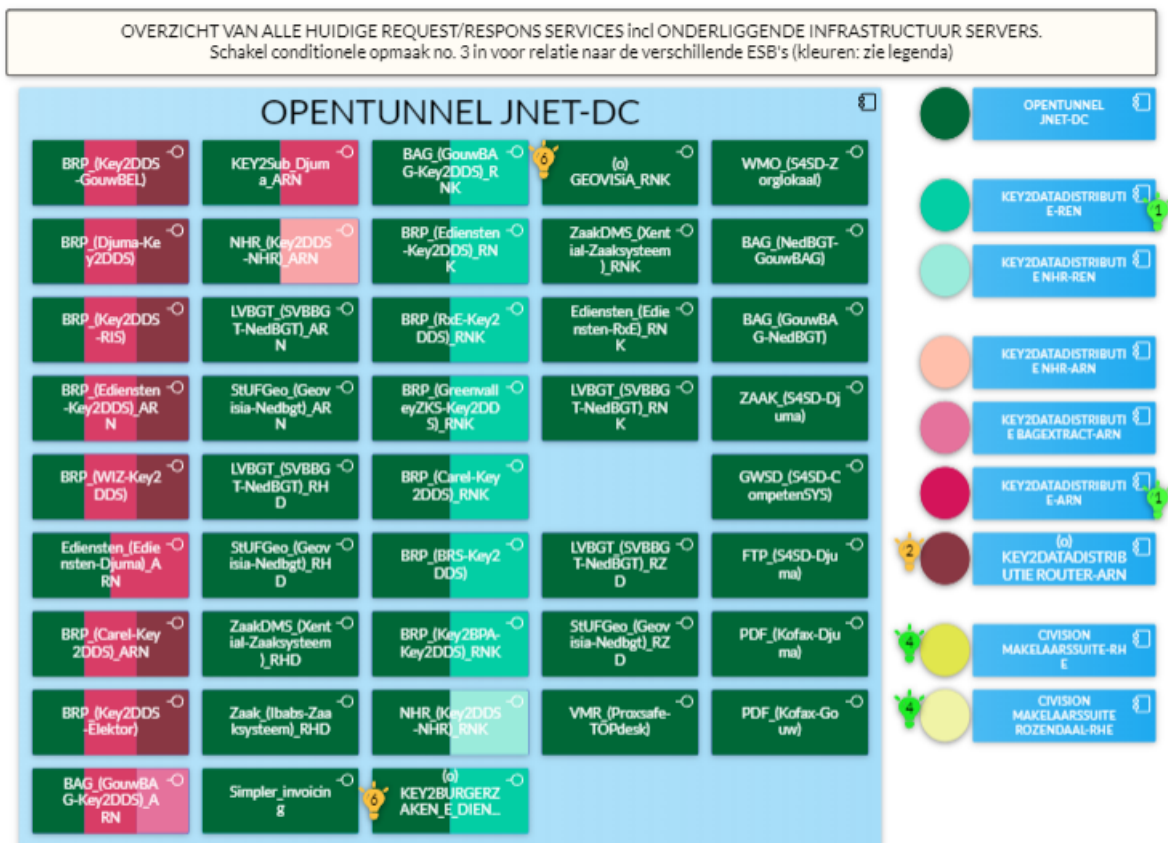 OVERZICHT VAN ALLE HUIDIGE REQUEST/RESPONS SERVICES incl ONDERLIGGENDE INFRASTRUCTUUR SERVERS.
Schakel conditionele opmaak no. 3 in voor relatie naar de verschillende ESB's (kleuren: zie legenda)
OPENTUNNEL JNET-DC
BRP_(Key2DDS
-GouwBEL)
KEY2Sub_Djum
a_ARN
BAG_(GouwBA
G-Key2DDS)_R
NK
6
(o)
GEOVISiA_RNK
WMO_(S4SD-Z
orglokaal)
BRP_(Djuma-Ke
y2DDS)
NHR_(Key2DDS
-NHR)_ARN
BRP_(Ediensten
-Key2DDS)_RN
K
ZaakDMS_(Xent
ial-Zaaksysteem
)_RNK
BAG_(NedBGT-
GouwBAG)
BRP_(Key2DDS
-RIS)
LVBGT_(SVBBG
T-NedBGT)_AR
N
BRP_(RxE-Key2
DDS)_RNK
Ediensten_(Edie
nsten-RxE)_RN
K
BAG_(GouwBA
G-NedBGT)
BRP_(Ediensten
-Key2DDS)_AR
N
StUFGeo_(Geov
isia-Nedbgt)_AR
N
BRP_(Greenvall
eyZKS-Key2DD
S)_RNK
LVBGT_(SVBBG
T-NedBGT)_RN
K
ZAAK_(S4SD-Dj
uma)
BRP_(WIZ-Key2
DDS)
LVBGT_(SVBBG
T-NedBGT)_RH
D
BRP_(Carel-Key
2DDS)_RNK
GWSD_(S4SD-C
ompetenSYS)
Ediensten_(Edie
nsten-Djuma)_A
RN
StUFGeo_(Geov
isia-Nedbgt)_RH
D
BRP_(BRS-Key2
DDS)
LVBGT_(SVBBG
T-NedBGT)_RZ
D
FTP_(S4SD-Dju
ma)
BRP_(Carel-Key
2DDS)_ARN
ZaakDMS_(Xent
ial-Zaaksysteem
)_RHD
BRP_(Key2BPA-
Key2DDS)_RNK
StUFGeo_(Geov
isia-Nedbgt)_RZ
D
PDF_(Kofax-Dju
ma)
BRP_(Key2DDS
-Elektor)
Zaak_(Ibabs-Zaa
ksysteem)_RHD
NHR_(Key2DDS
-NHR)_RNK
VMR_(Proxsafe-
TOPdesk)
PDF_(Kofax-Go
uw)
BAG_(GouwBA
G-Key2DDS)_A
RN
Simpler_invoicin
g
6
(o)
KEY2BURGERZ
AKEN_E_DIEN...
OPENTUNNEL
JNET-DC
KEY2DATADISTRIBUTI
E-REN
1
KEY2DATADISTRIBUTI
E NHR-REN
KEY2DATADISTRIBUTI
E NHR-ARN
KEY2DATADISTRIBUTI
E BAGEXTRACT-ARN
KEY2DATADISTRIBUTI
E-ARN
1
2
(o)
KEY2DATADISTRIB
UTIE ROUTER-ARN
4
CIVISION
MAKELAARSSUITE-RH
E
4
CIVISION
MAKELAARSSUITE
ROZENDAAL-RHE